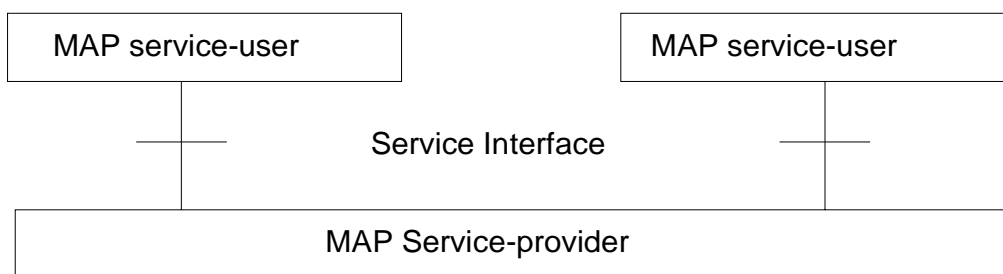 MAP service-user
MAP service-user
Service Interface
MAP Service-provider